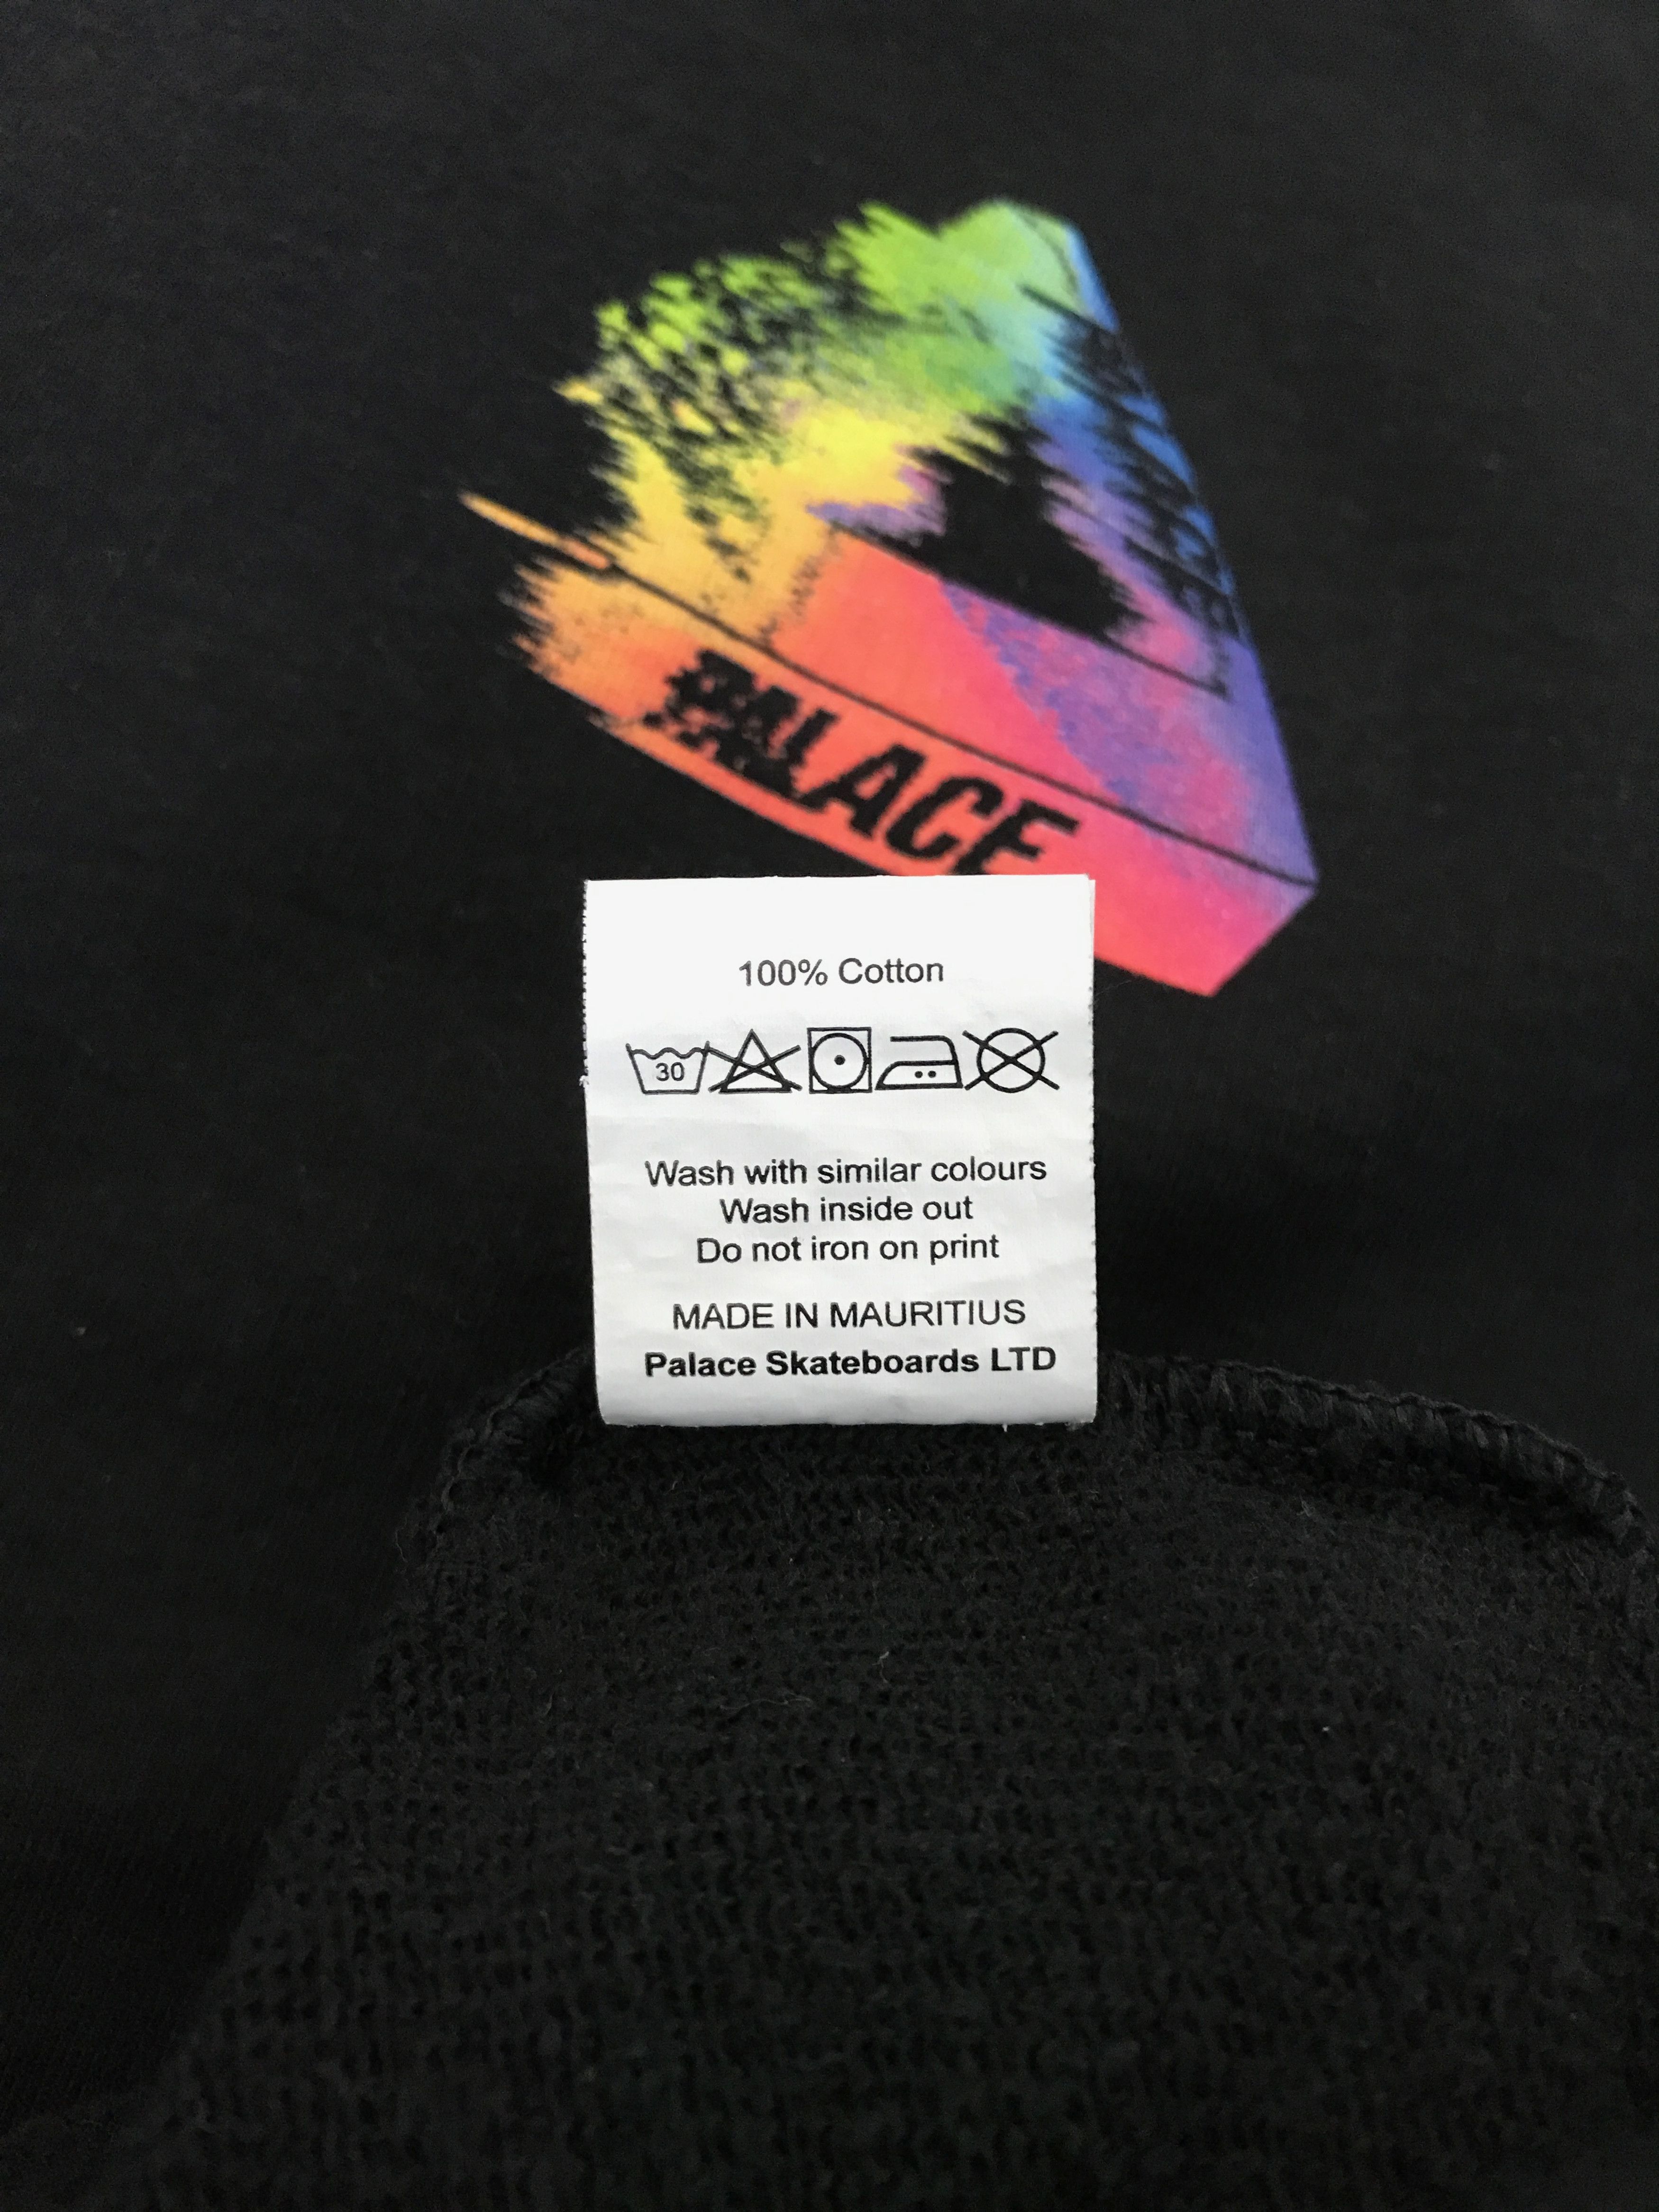 PALACE
100% Cotton
30
Wash with similar colours
Wash inside out
Do not iron on print
MADE IN MAURITIUS
Palace Skateboards LTD